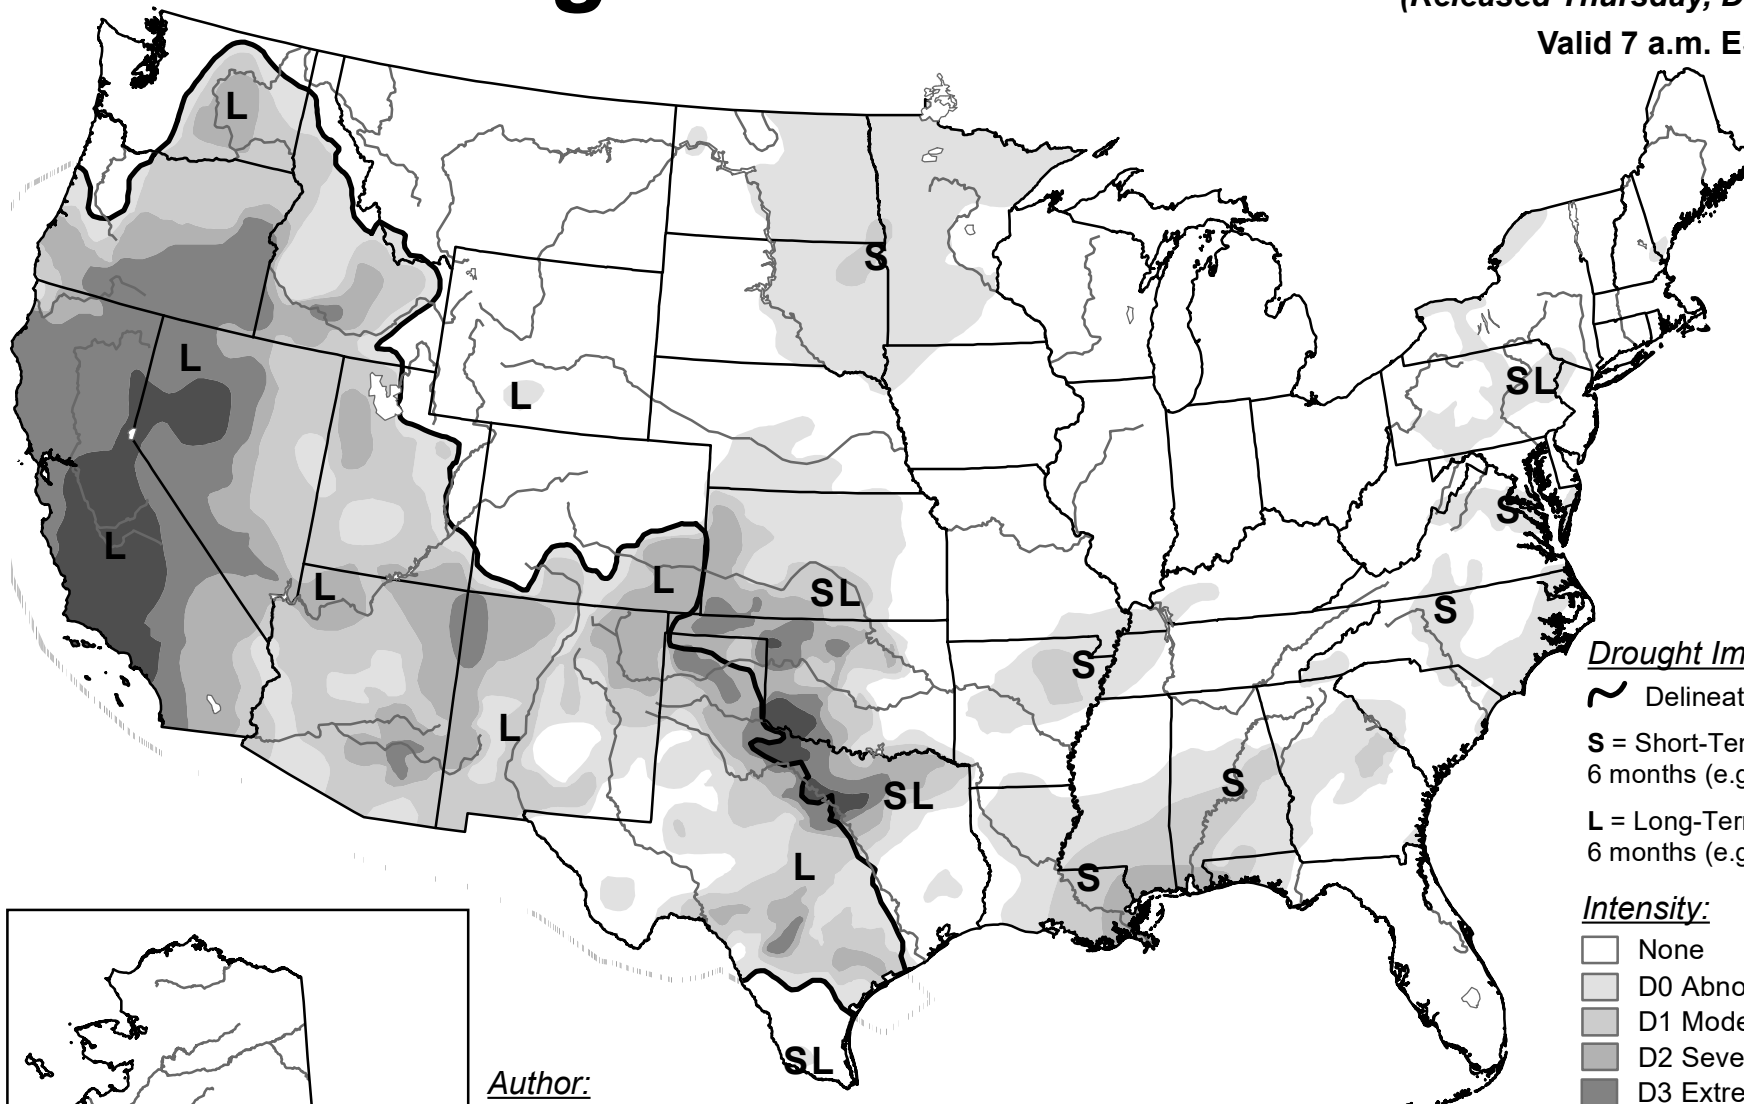 (Released Thursday, D
Valid 7 a.m. E
L
S
L
L
SL
S
L
L
L
SL
S
S
L
S
SL
L
S
SL
Drought Im
Delineat
S = Short-Ter
6 months (e.g
L = Long-Terr
6 months (e.g
Intensity:
None
D0 Abno
D1 Mode
D2 Seve
D3 Extre
Author: